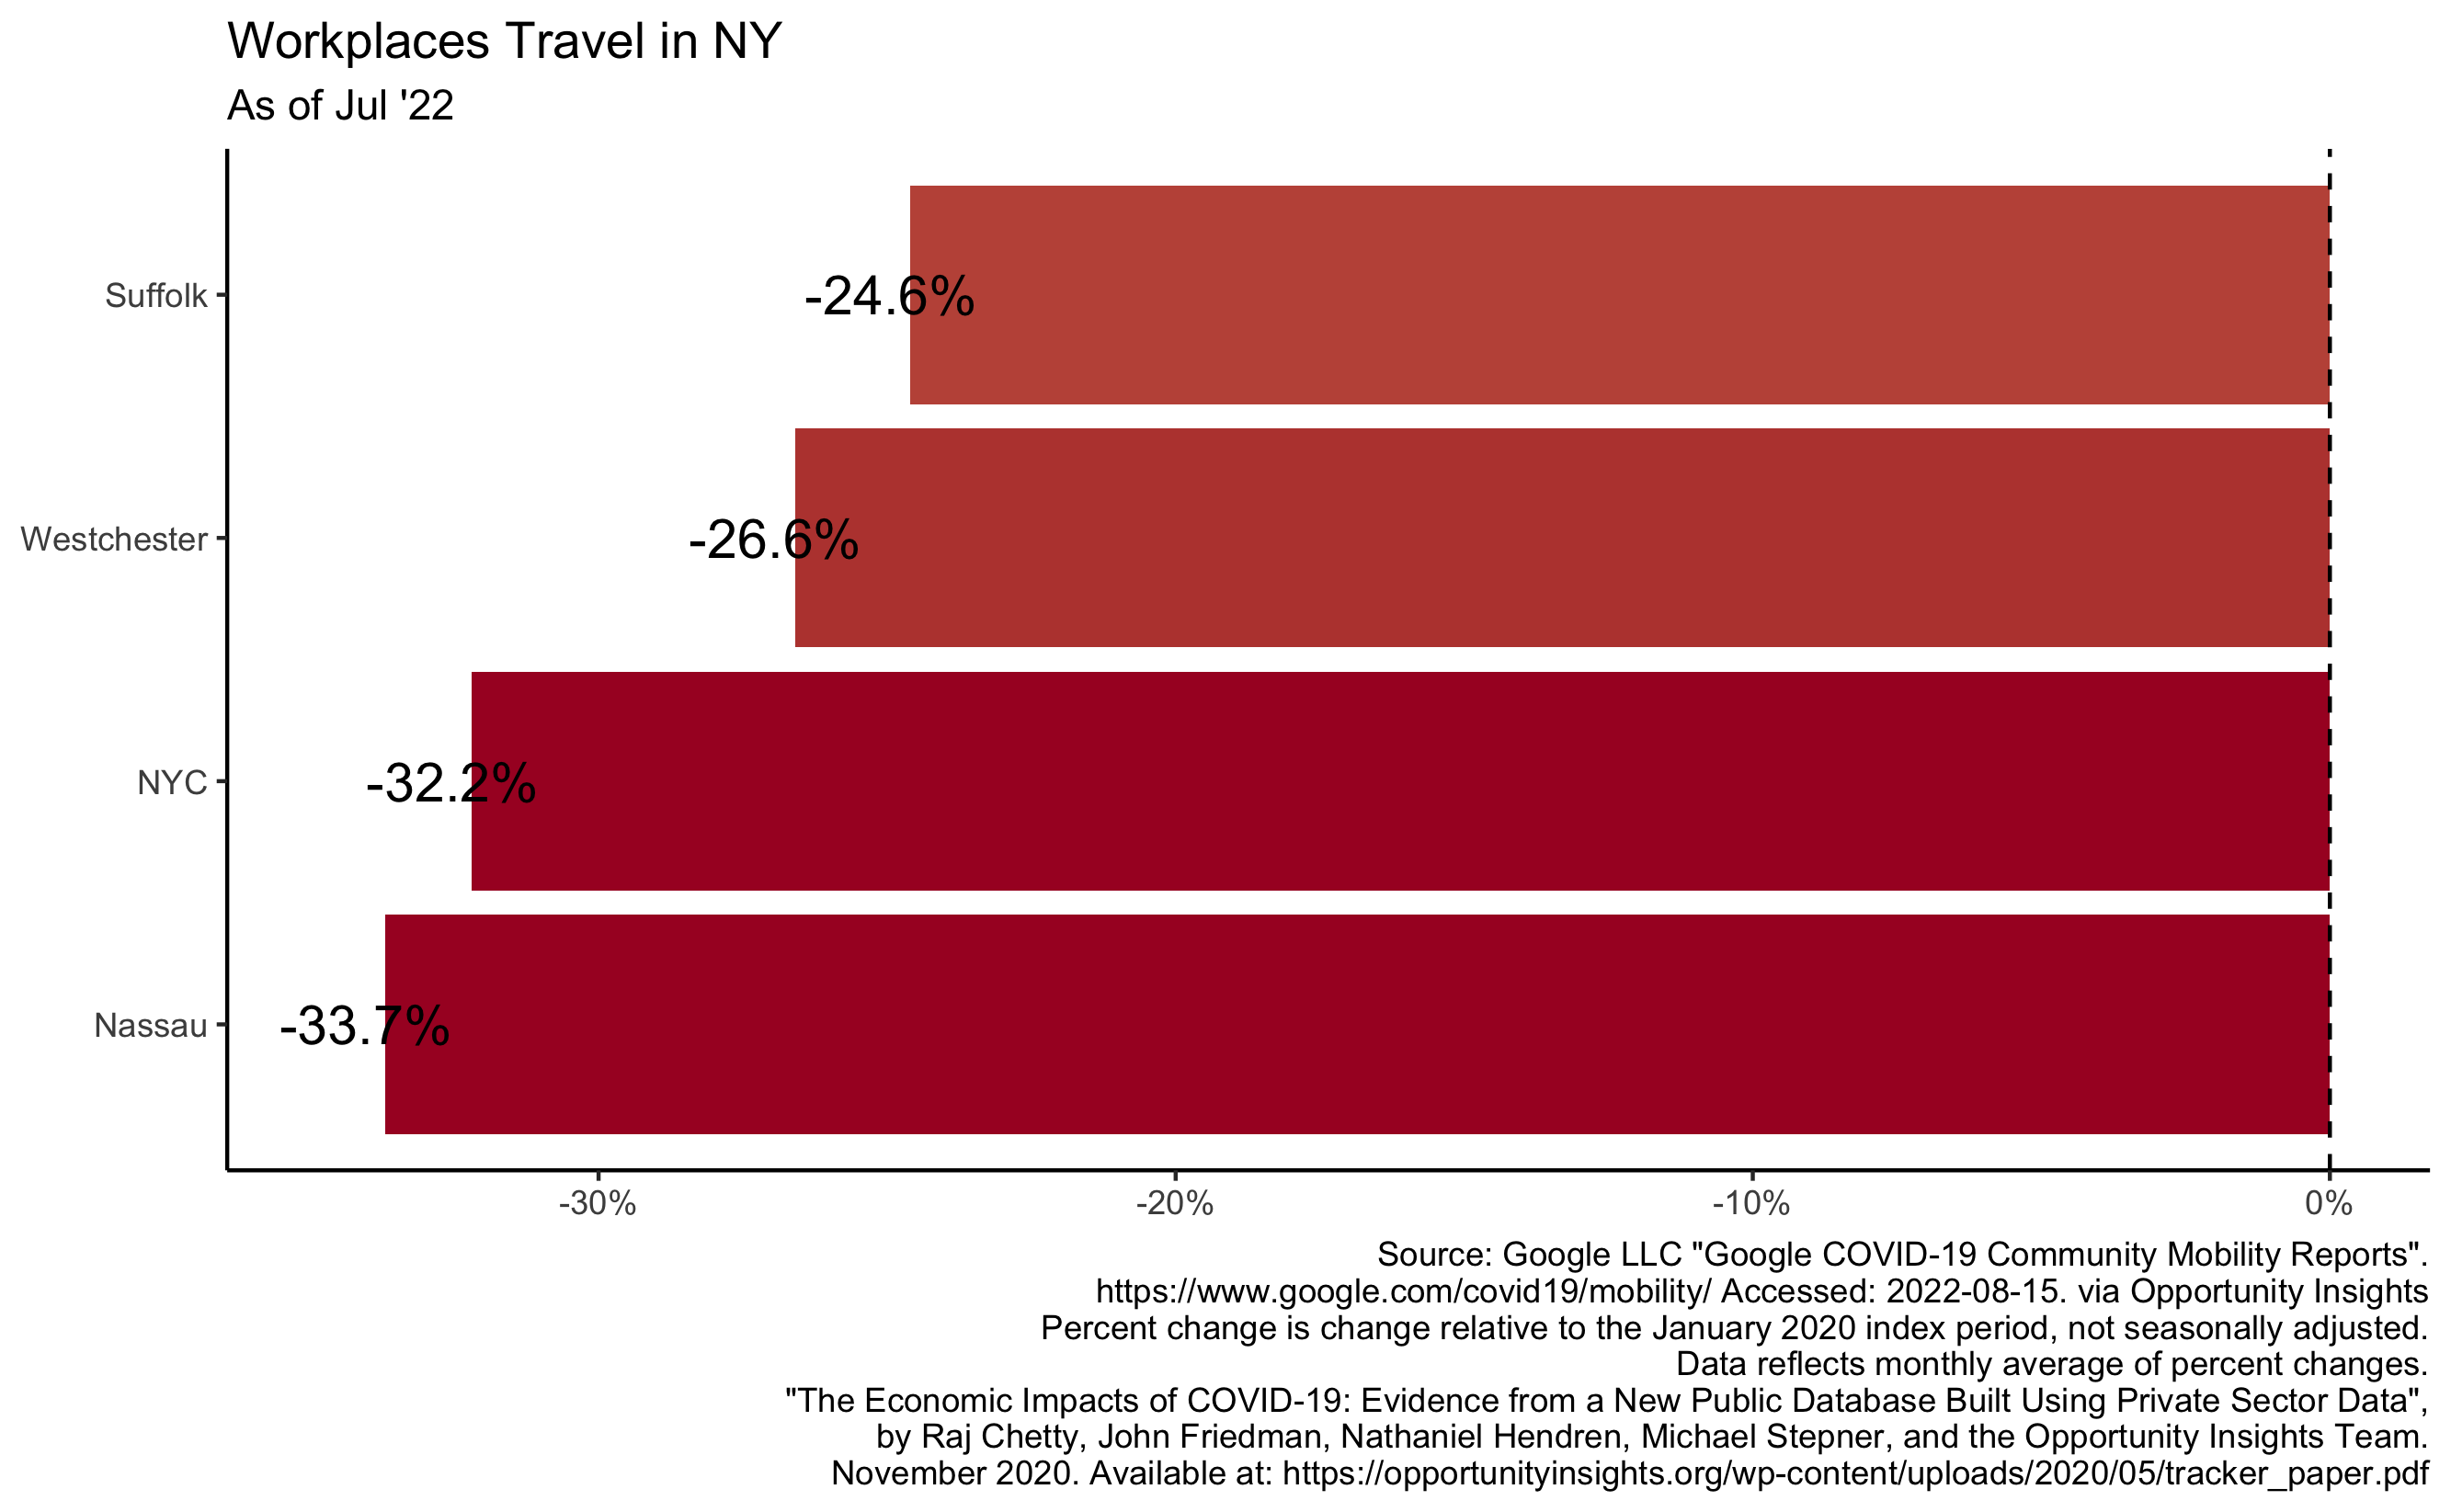 Workplaces Travel in NY
As of Jul '22
Suffolk
-24.6%
Westchester
-26.6%
NYC
-32.2%
Nassau
-33.7%
-30%
-20%
-10%
0%
Source: Google LLC "Google COVID-19 Community Mobility Reports".
https://www.google.com/covid19/mobility/ Accessed: 2022-08-15. via Opportunity Insights
Percent change is change relative to the January 2020 index period, not seasonally adjusted.
Data reflects monthly average of percent changes.
"The Economic Impacts of COVID-19: Evidence from a New Public Database Built Using Private Sector Data",
by Raj Chetty, John Friedman, Nathaniel Hendren, Michael Stepner, and the Opportunity Insights Team.
November 2020. Available at: https://opportunityinsights.org/wp-content/uploads/2020/05/tracker_paper.pdf